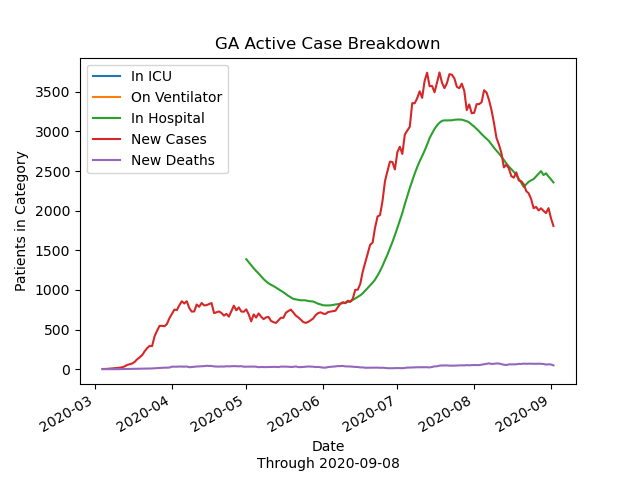 GA Active Case Breakdown
In ICU
On Ventilator
In Hospital
New Cases
New Deaths
3500
3000
2500
2000
1500
1000
500
0
Patients in Category
2020-03
2020-04
2020-05
2020-06
2020-07
2020-08
2020-09
Date
Through 2020-09-08